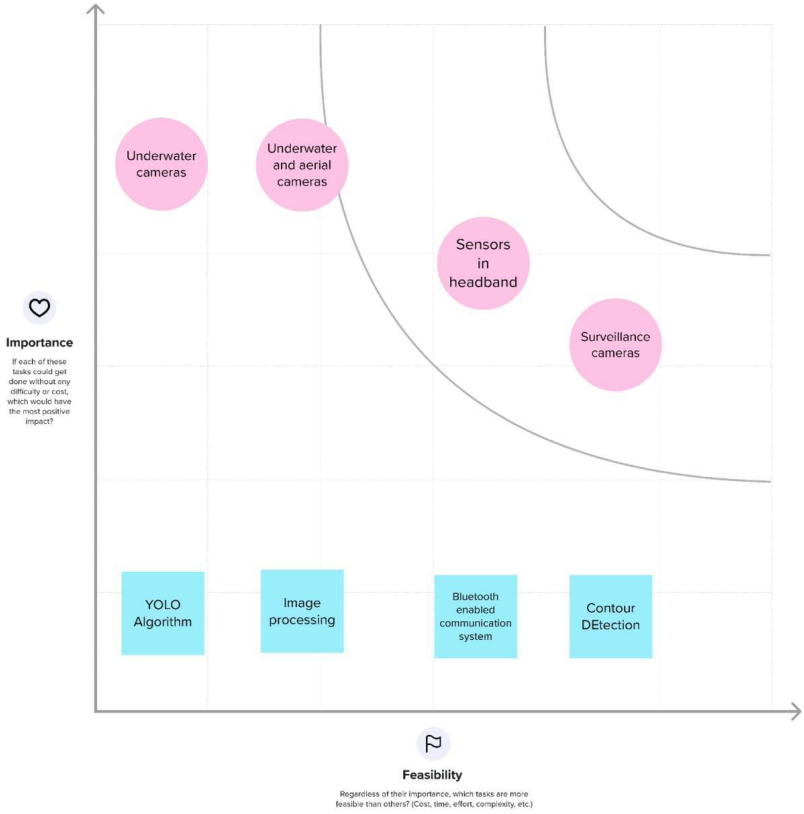 Underwater
cameras
Underwater
and aerial
cameras
Sensors
in
headband
Surveillance
cameras
Importance
If each of these
tasks could get
done without any
difficulty or cost,
which would have
the most positive
impact?
YOLO
Algorithm
Image
processing
Bluetooth
enabled
communication
system
Contour
DEtection
Feasibility
Regardless of their importance, which tasks are more
feasible than others? (Cost, time, effort, complexity, etc.)